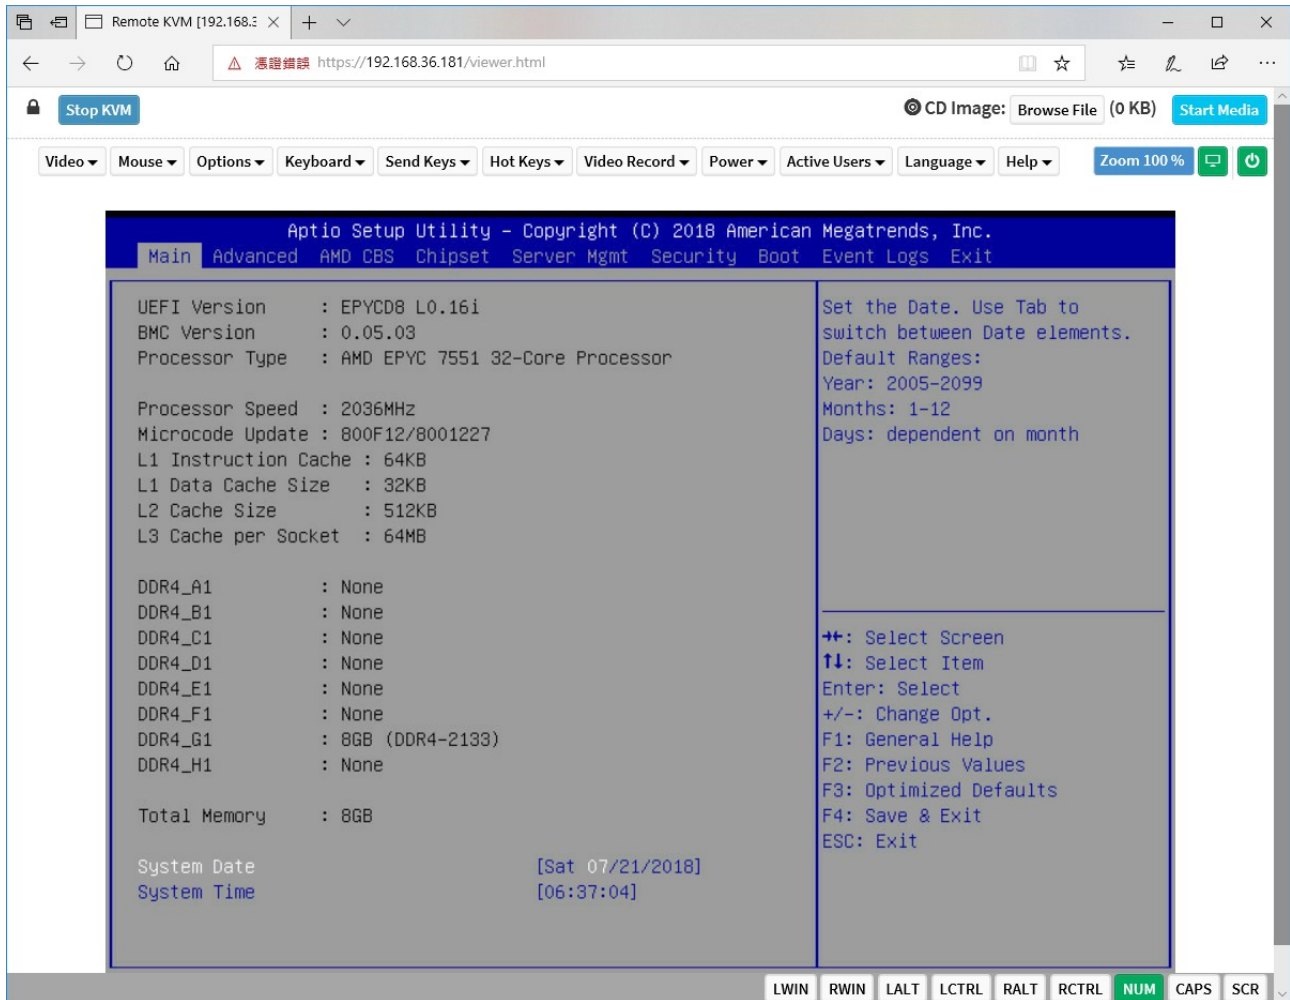 Remote KVM [192.168.3
憑證錯誤 https://192.168.36.181/viewer.html
Stop KVM
CD Image: Browse File (0 KB) Start Media
Video Mouse Options Keyboard Send Keys Hot Keys Video Record Power Active Users Language Help Zoom 100 %
Aptio Setup Utility - Copyright (C) 2018 American Megatrends, Inc.
Main Advanced AMD CBS Chipset Server Mgmt Security Boot Event Logs Exit
UEFI Version : EPYCD8 L0.16i
BMC Version : 0.05.03
Processor Type : AMD EPYC 7551 32-Core Processor
Processor Speed : 2036MHz
Microcode Update : 800F12/8001227
L1 Instruction Cache : 64KB
L1 Data Cache Size : 32KB
L2 Cache Size : 512KB
L3 Cache per Socket : 64MB
DDR4_A1 : None
DDR4_B1 : None
DDR4_C1 : None
DDR4_D1 : None
DDR4_E1 : None
DDR4_F1 : None
DDR4_G1 : 8GB (DDR4-2133)
DDR4_H1 : None
Total Memory : 8GB
System Date [Sat 07/21/2018]
System Time [06:37:04]
Set the Date. Use Tab to
switch between Date elements.
Default Ranges:
Year: 2005-2099
Months: 1-12
Days: dependent on month
→←: Select Screen
↑↓: Select Item
Enter: Select
+/-: Change Opt.
F1: General Help
F2: Previous Values
F3: Optimized Defaults
F4: Save & Exit
ESC: Exit
LWIN RWIN LALT LCTRL RALT RCTRL NUM CAPS SCR